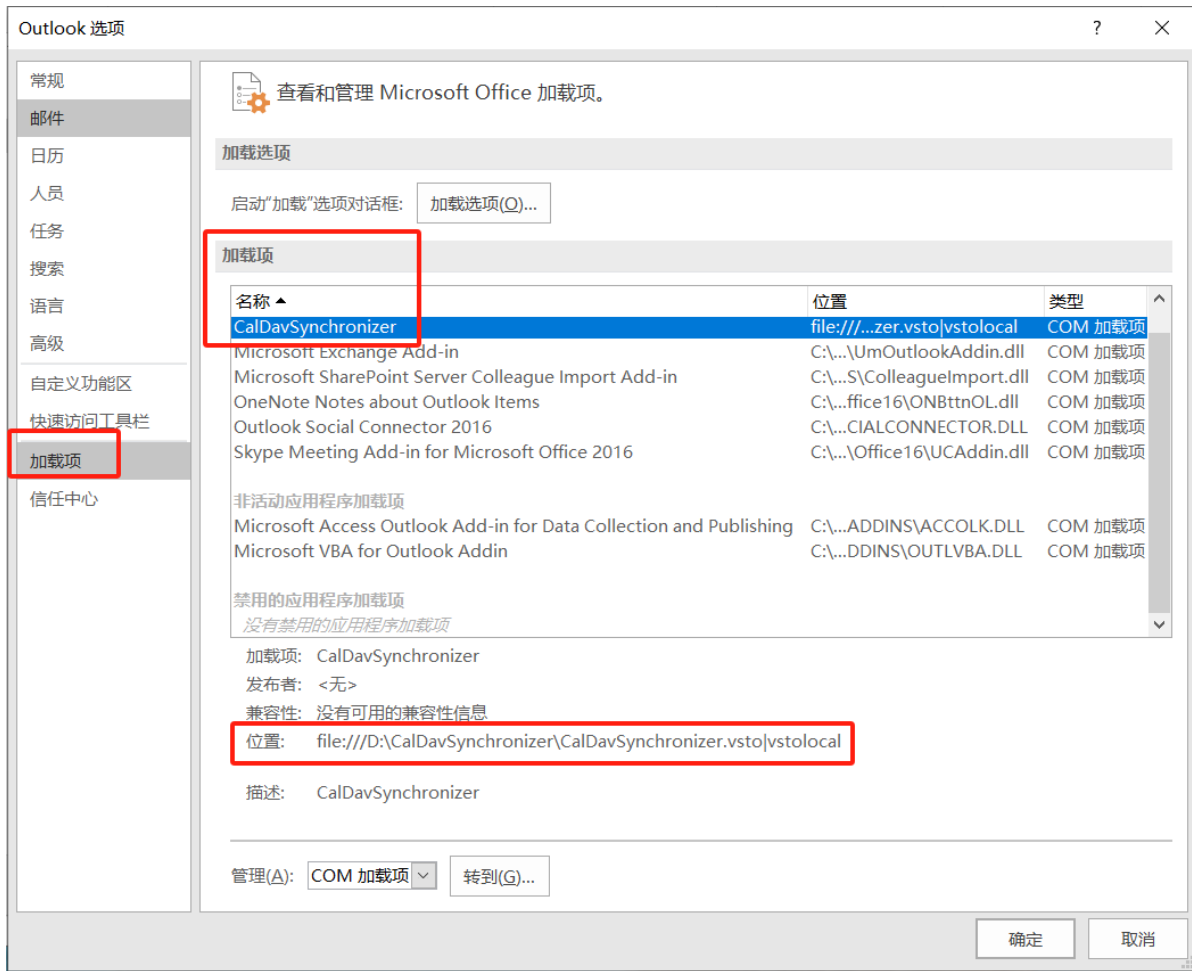 Outlook 选项
?
常规
邮件
日历
人员
任务
搜索
语言
高级
自定义功能区
快速访问工具栏
加载项
信任中心
查看和管理 Microsoft Office 加载项。
加载选项
启动“加载”选项对话框: 加载选项(O)...
加载项
名称 位置 类型
CalDavSynchronizer file:///...zer.vsto|vstolocal COM 加载项
Microsoft Exchange Add-in C:\...\UmOutlookAddin.dll COM 加载项
Microsoft SharePoint Server Colleague Import Add-in C:\...S\ColleagueImport.dll COM 加载项
OneNote Notes about Outlook Items C:\...ffice16\ONBttnOL.dll COM 加载项
Outlook Social Connector 2016 C:\...CIALCONNECTOR.DLL COM 加载项
Skype Meeting Add-in for Microsoft Office 2016 C:\...\Office16\UCAddin.dll COM 加载项
非活动应用程序加载项
Microsoft Access Outlook Add-in for Data Collection and Publishing C:\...ADDINS\ACCOLK.DLL COM 加载项
Microsoft VBA for Outlook Addin C:\...DDINS\OUTLVBA.DLL COM 加载项
禁用的应用程序加载项
没有禁用的应用程序加载项
加载项: CalDavSynchronizer
发布者: <无>
兼容性: 没有可用的兼容性信息
位置: file:///D:\CalDavSynchronizer\CalDavSynchronizer.vsto|vstolocal
描述: CalDavSynchronizer
管理(A): COM 加载项 转到(G)...
确定 取消